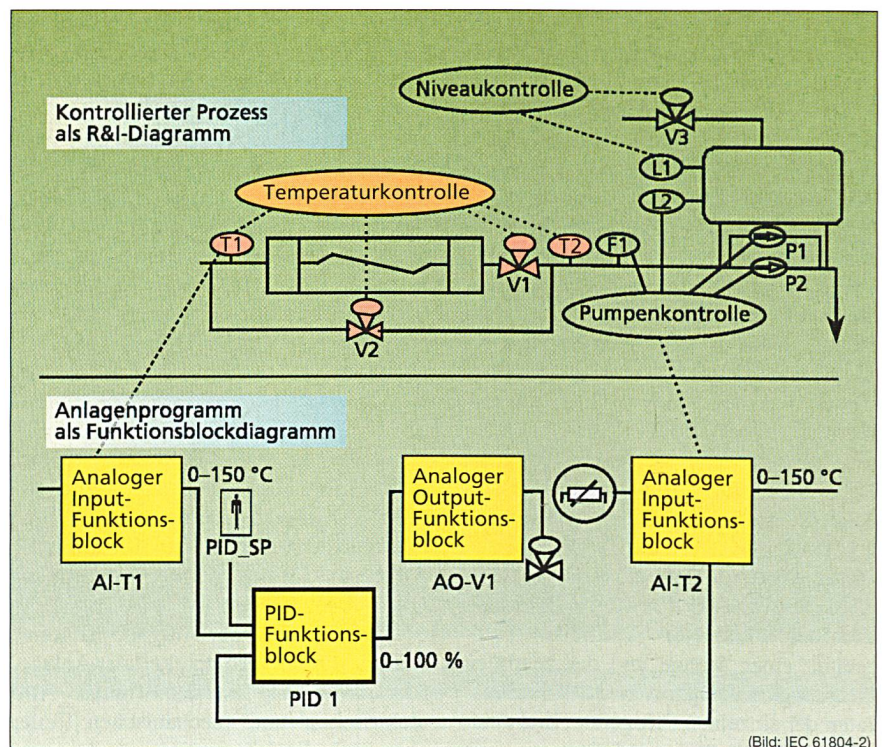 Kontrollierter Prozess
als R&I-Diagramm
Niveaukontrolle
V3
L1
L2
Temperaturkontrolle
T1
T2
F1
V1
V2
P1
P2
Pumpenkontrolle
Anlagenprogramm
als Funktionsblockdiagramm
Analoger
Input-
Funktions-
block
AI-T1
0–150 °C
PID_SP
PID-
Funktions-
block
PID 1
0–100 %
Analoger
Output-
Funktions-
block
AO-V1
Analoger
Input-
Funktions-
block
AI-T2
0–150 °C
(Bild: IEC 61804-2)